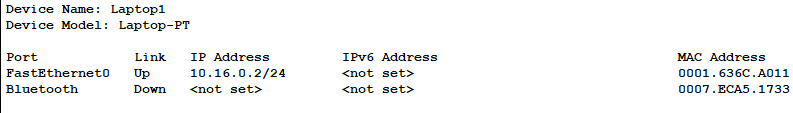 Device Name: Laptop1
Device Model: Laptop-PT
Port Link IP Address IPv6 Address MAC Address
FastEthernet0 Up 10.16.0.2/24 <not set> 0001.636C.A011
Bluetooth Down <not set> <not set> 0007.ECA5.1733